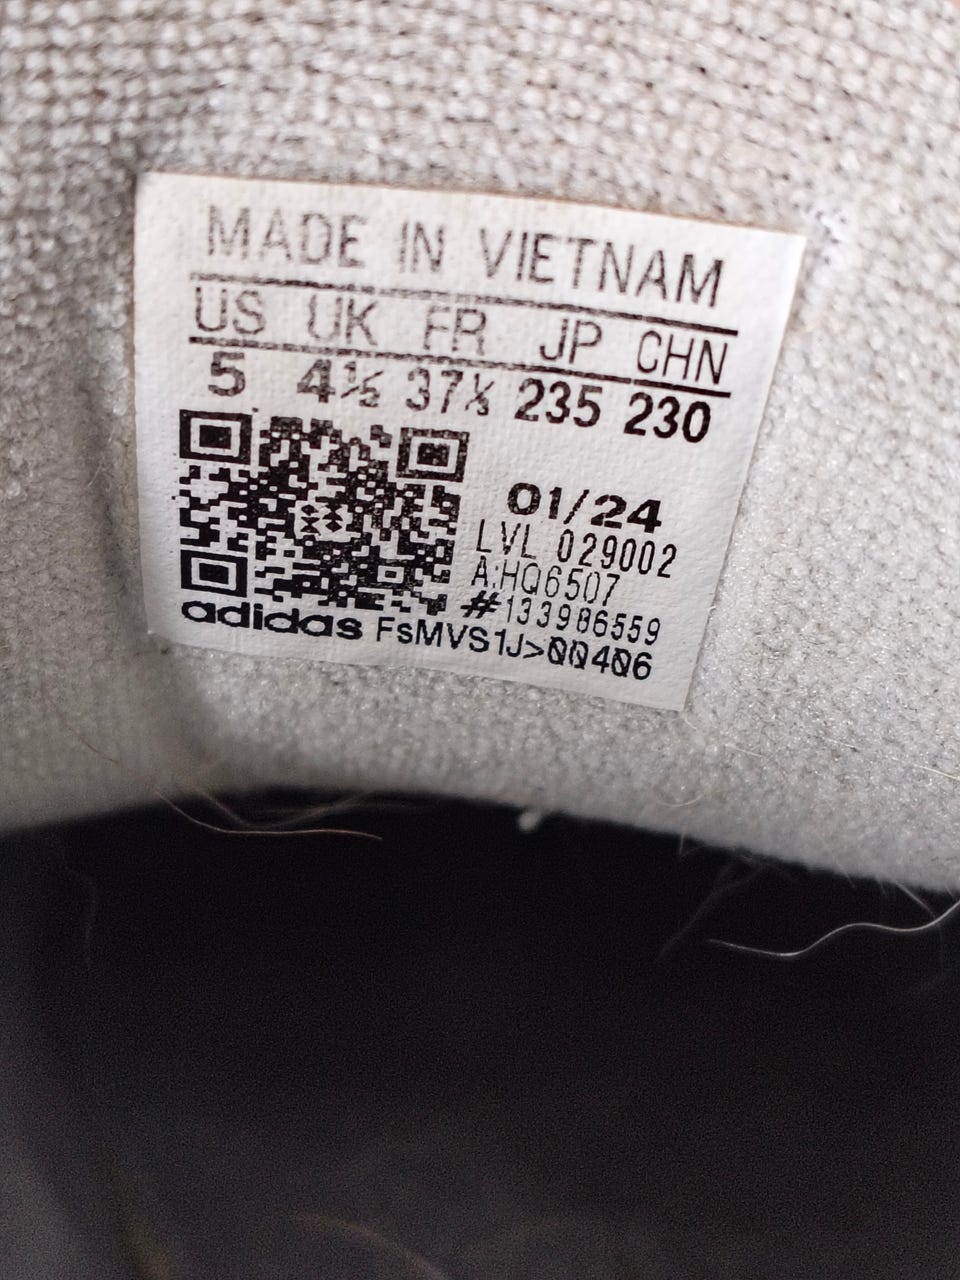 MADE IN VIETNAM
US UK FR JP CHN
5 4½ 37⅓ 235 230
01/24
LVL 029002
A:HQ6507
#133986559
adidas FsMVS1J>00406